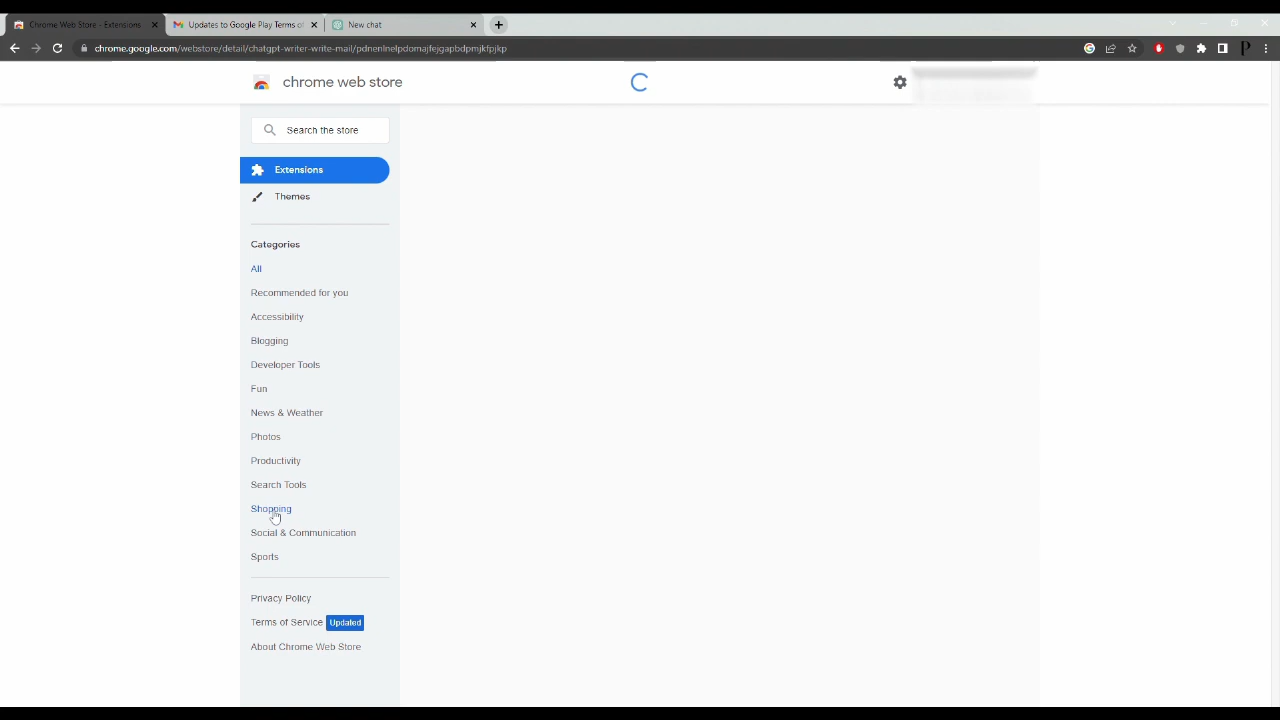 Chrome Web Store - Extensions
Updates to Google Play Terms of
New chat
chrome.google.com/webstore/detail/chatgpt-writer-write-mail/pdnenlnelpdomajfejgapbdpmjkfpjkp
chrome web store
Search the store
Extensions
Themes
Categories
All
Recommended for you
Accessibility
Blogging
Developer Tools
Fun
News & Weather
Photos
Productivity
Search Tools
Shopping
Social & Communication
Sports
Privacy Policy
Terms of Service Updated
About Chrome Web Store